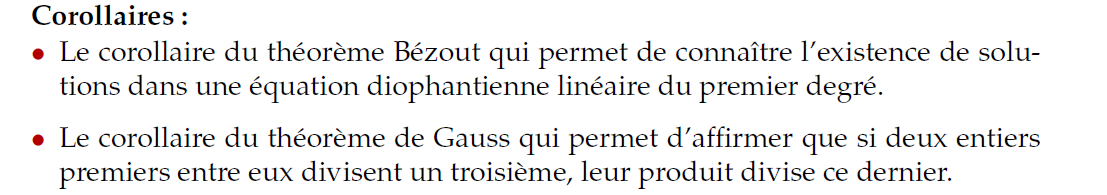 Corollaires :
• Le corollaire du théorème Bézout qui permet de connaître l'existence de solu-
tions dans une équation diophantienne linéaire du premier degré.
• Le corollaire du théorème de Gauss qui permet d'affirmer que si deux entiers
premiers entre eux divisent un troisième, leur produit divise ce dernier.